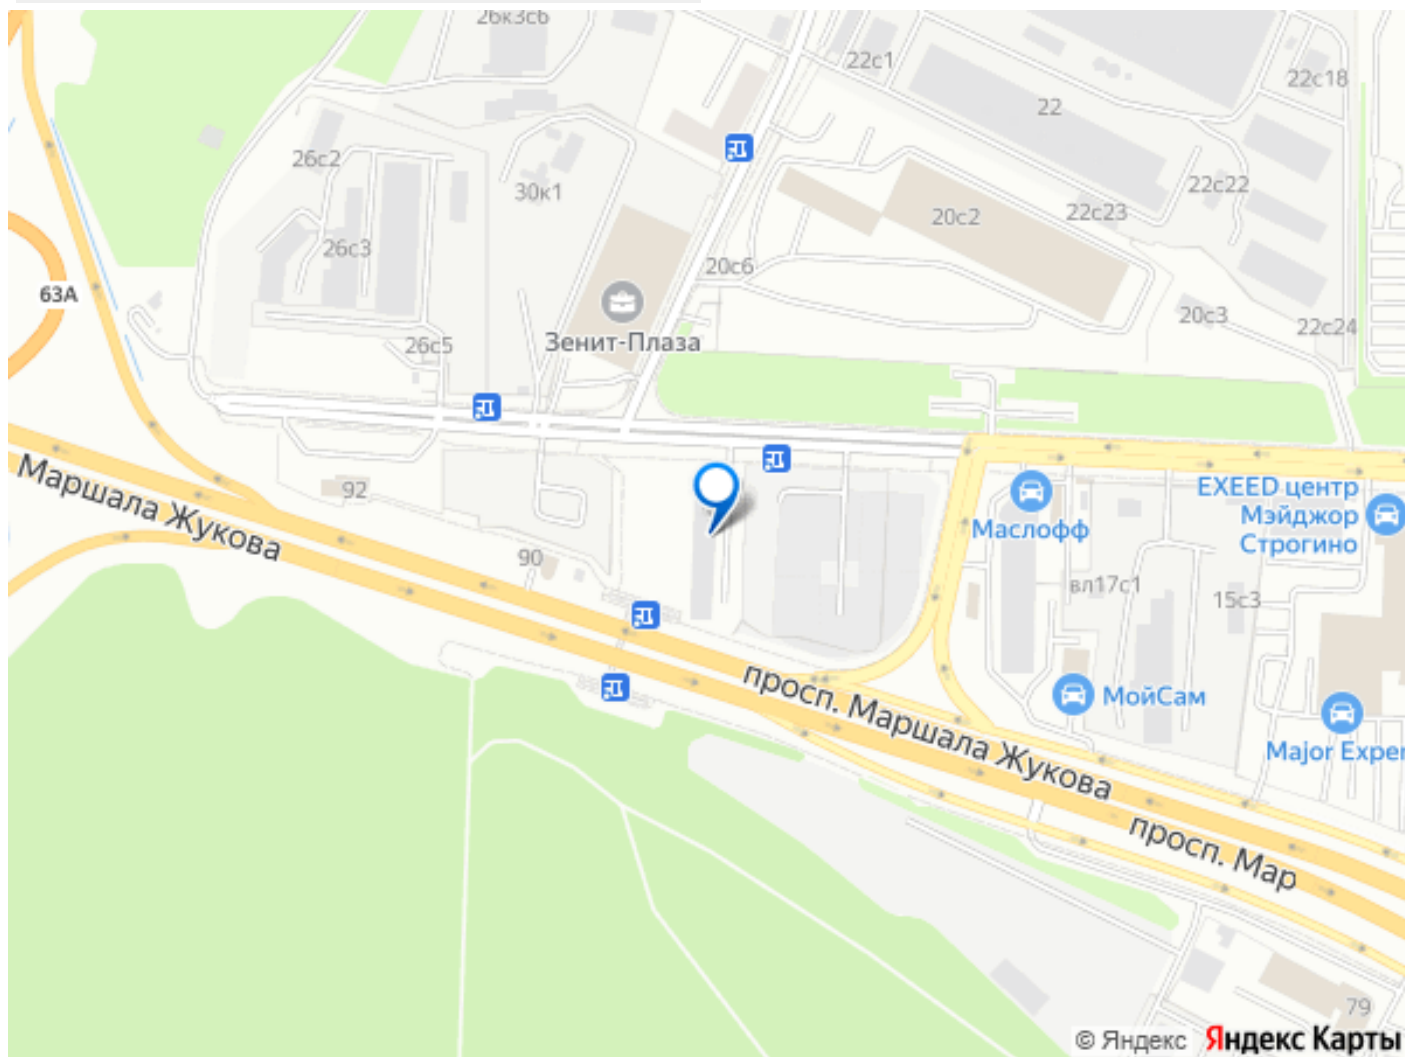 26к3с6
22с1
22с18
22
26с2
30к1
22с22
22с23
20с2
26с3
20с6
63А
20с3
22с24
Зенит-Плаза
26с5
92
Маршала Жукова
EXEED центр
Мэйджор
Строгино
Маслофф
90
вл17с1
15с3
просп. Маршала Жукова
МойСам
Major Exper
просп. Мар
79
© Яндекс Яндекс Карты